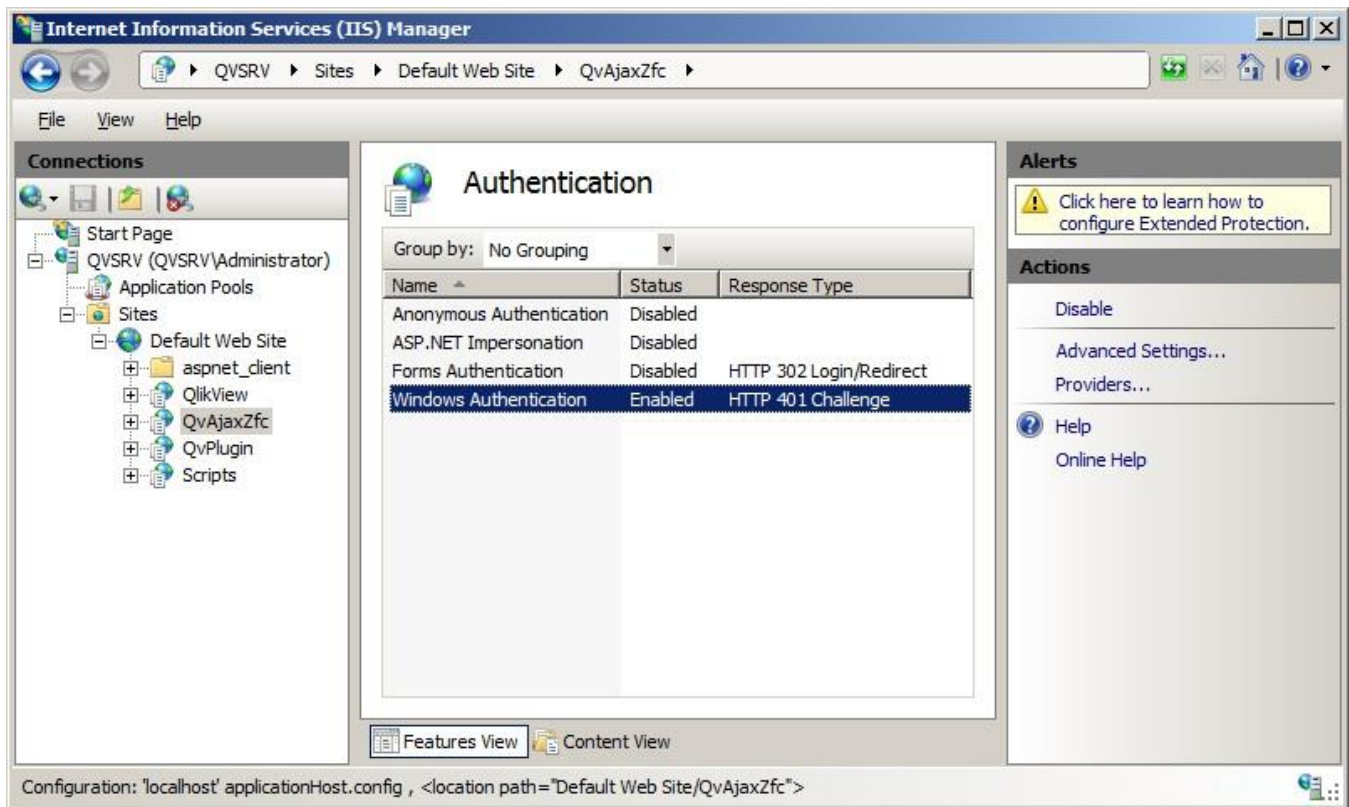 Internet Information Services (IIS) Manager
QVSRV Sites Default Web Site QvAjaxZfc
File View Help
Connections
Start Page
QVSRV (QVSRV\Administrator)
Application Pools
Sites
Default Web Site
aspnet_client
QlikView
QvAjaxZfc
QvPlugin
Scripts
Authentication
Group by: No Grouping
Name Status Response Type
Anonymous Authentication Disabled
ASP.NET Impersonation Disabled
Forms Authentication Disabled HTTP 302 Login/Redirect
Windows Authentication Enabled HTTP 401 Challenge
Features View Content View
Alerts
Click here to learn how to
configure Extended Protection.
Actions
Disable
Advanced Settings...
Providers...
Help
Online Help
Configuration: 'localhost' applicationHost.config , <location path="Default Web Site/QvAjaxZfc">